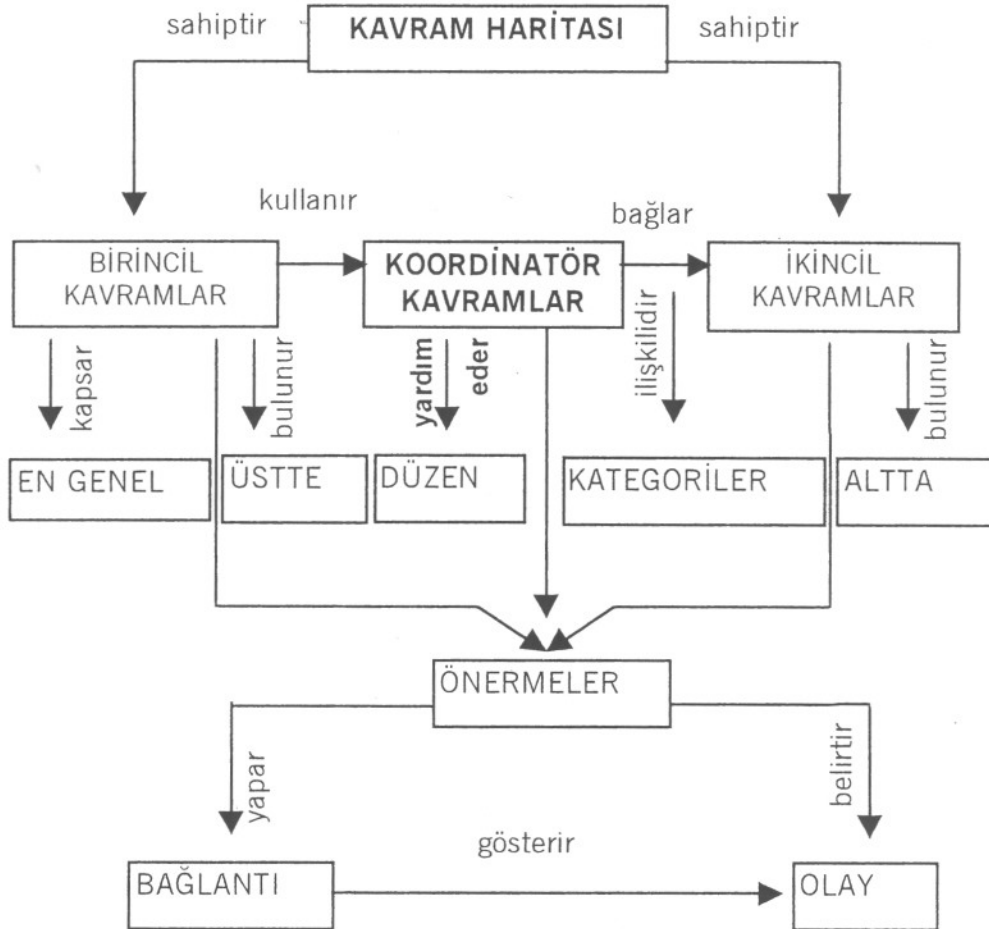 sahiptir
KAVRAM HARİTASI
sahiptir
kullanır
bağlar
BİRİNCİL
KAVRAMLAR
KOORDİNATÖR
KAVRAMLAR
İKİNCİL
KAVRAMLAR
kapsar
bulunur
yardım
eder
ilişkilidir
bulunur
EN GENEL
ÜSTTE
DÜZEN
KATEGORİLER
ALTTA
ÖNERMELER
yapar
belirtir
gösterir
BAĞLANTI
OLAY